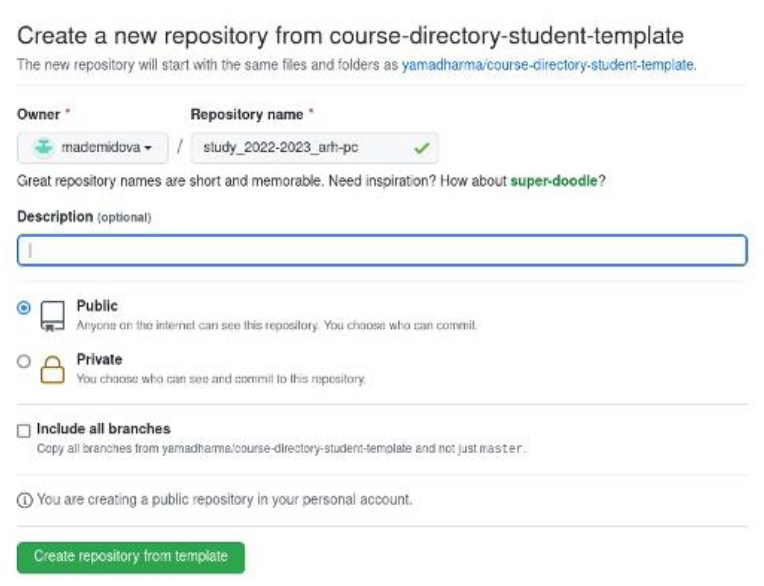 Create a new repository from course-directory-student-template
The new repository will start with the same files and folders as yamadharma/course-directory-student-template.
Owner * Repository name *
mademidova / study_2022-2023_arh-pc
Great repository names are short and memorable. Need inspiration? How about super-doodle?
Description (optional)
Public
Anyone on the internet can see this repository. You choose who can commit.
Private
You choose who can see and commit to this repository.
Include all branches
Copy all branches from yamadharma/course-directory-student-template and not just master.
You are creating a public repository in your personal account.
Create repository from template